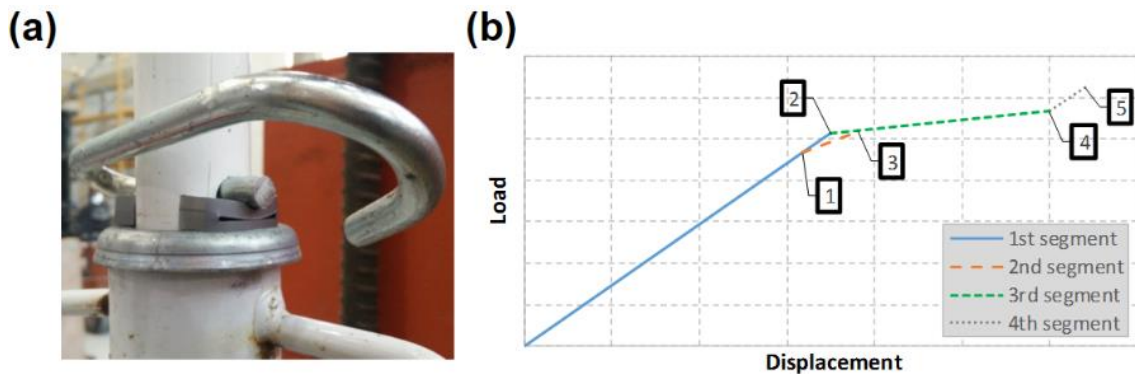 (a)
(b)
Load
2
1
3
4
5
1st segment
2nd segment
3rd segment
4th segment
Displacement